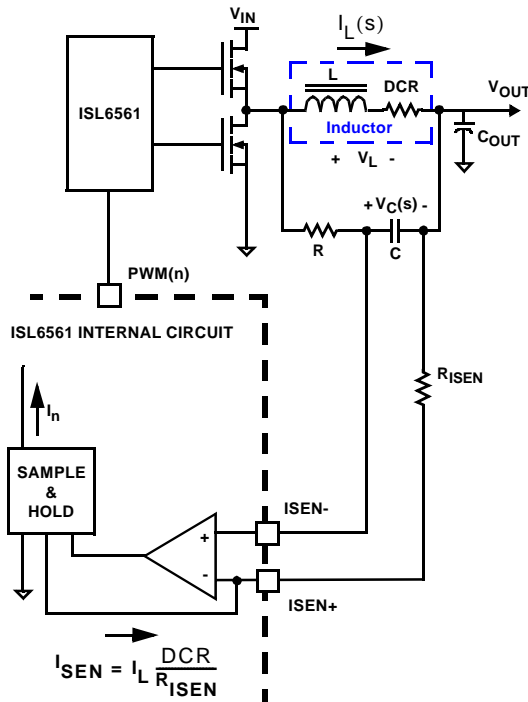 V_IN
I_L(s)
ISL6561
L
DCR
V_OUT
Inductor
C_OUT
+ V_L -
+ V_C(s) -
R
C
PWM(n)
ISL6561 INTERNAL CIRCUIT
R_ISEN
I_n
SAMPLE
&
HOLD
ISEN-
+
-
ISEN+
I_SEN = I_L DCR / R_ISEN